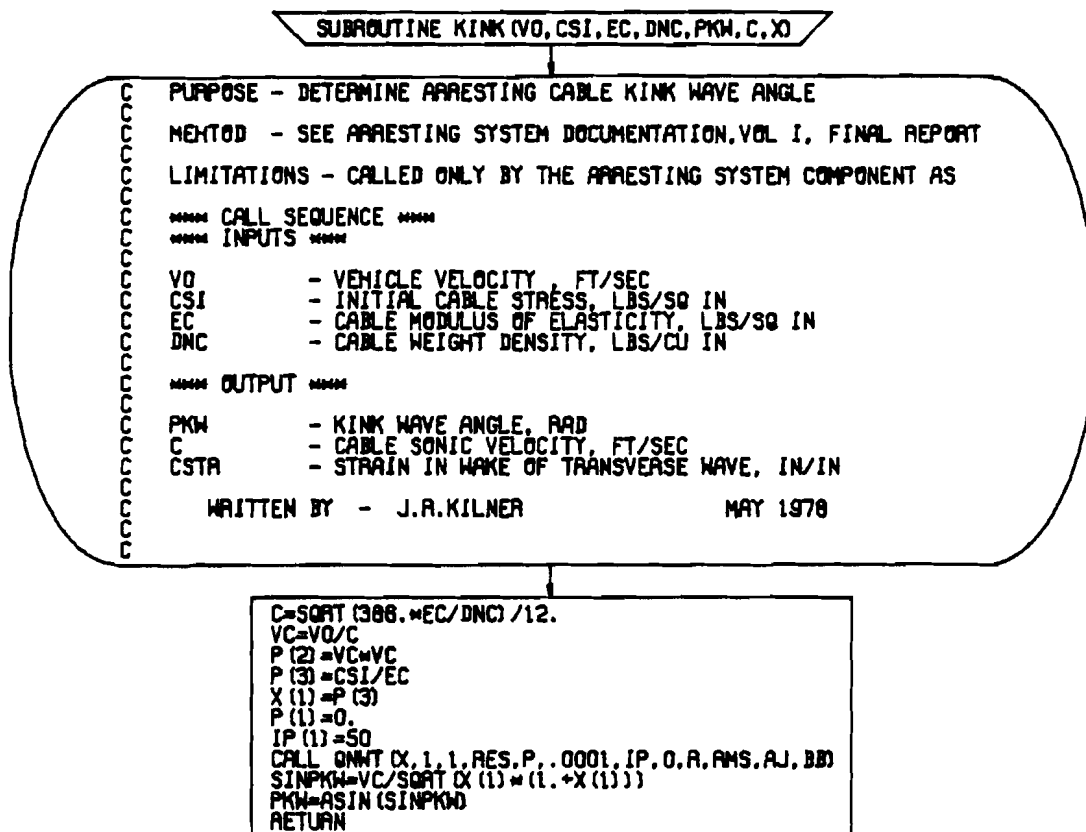 SUBROUTINE KINK(VO,CSI,EC,DNC,PKW,C,X)
C PURPOSE - DETERMINE ARRESTING CABLE KINK WAVE ANGLE
C
C MEHTOD - SEE ARRESTING SYSTEM DOCUMENTATION,VOL I, FINAL REPORT
C
C LIMITATIONS - CALLED ONLY BY THE ARRESTING SYSTEM COMPONENT AS
C
C *** CALL SEQUENCE ***
C *** INPUTS ***
C
C VO - VEHICLE VELOCITY , FT/SEC
C CSI - INITIAL CABLE STRESS, LBS/SQ IN
C EC - CABLE MODULUS OF ELASTICITY, LBS/SQ IN
C DNC - CABLE WEIGHT DENSITY, LBS/CU IN
C
C *** OUTPUT ***
C
C PKW - KINK WAVE ANGLE, RAD
C C - CABLE SONIC VELOCITY, FT/SEC
C CSTR - STRAIN IN WAKE OF TRANSVERSE WAVE, IN/IN
C
C WRITTEN BY - J.R.KILNER MAY 1978
C
C
C=SQRT(386.*EC/DNC)/12.
VC=VO/C
P(2)=VC*VC
P(3)=CSI/EC
X(1)=P(3)
P(1)=0.
IP(1)=50
CALL QNWT(X,1,1,RES,P,.0001,IP,0,R,RMS,AJ,BB)
SINPKW=VC/SQRT(X(1)*(1.+X(1)))
PKW=ASIN(SINPKW)
RETURN